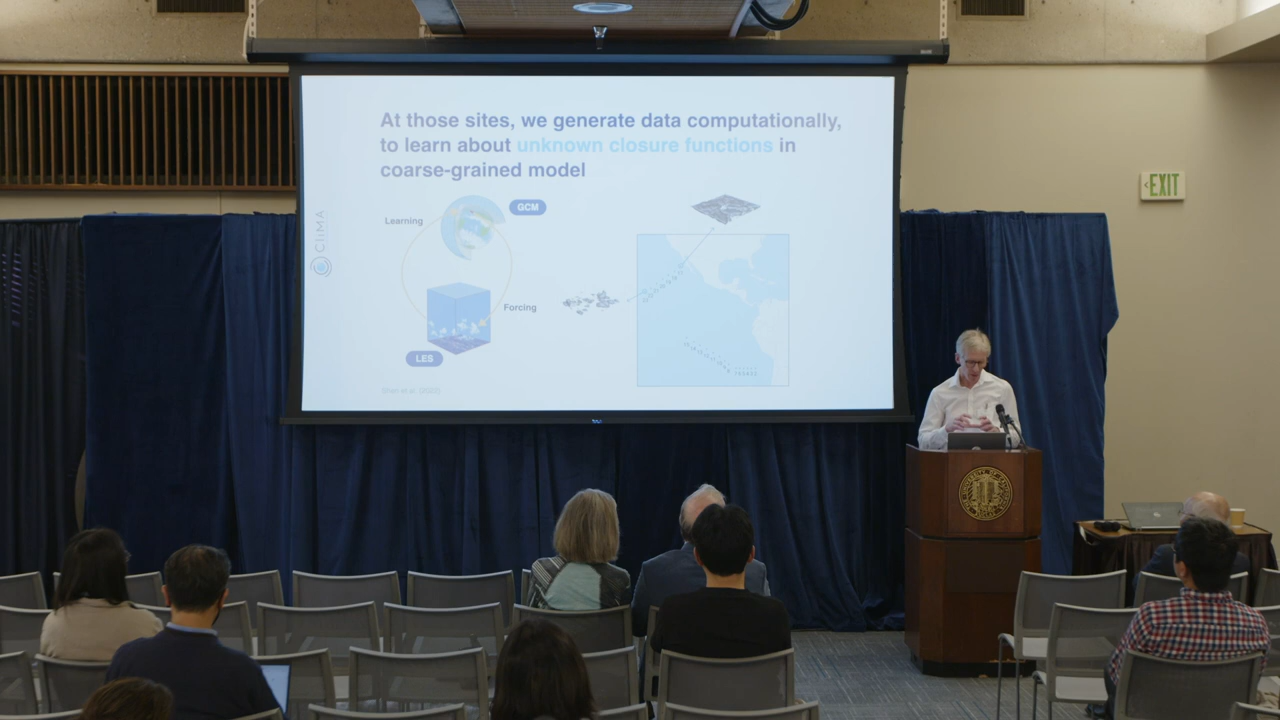 At those sites, we generate data computationally,
to learn about unknown closure functions in
coarse-grained model
CliMA
Learning
GCM
Forcing
LES
EXIT